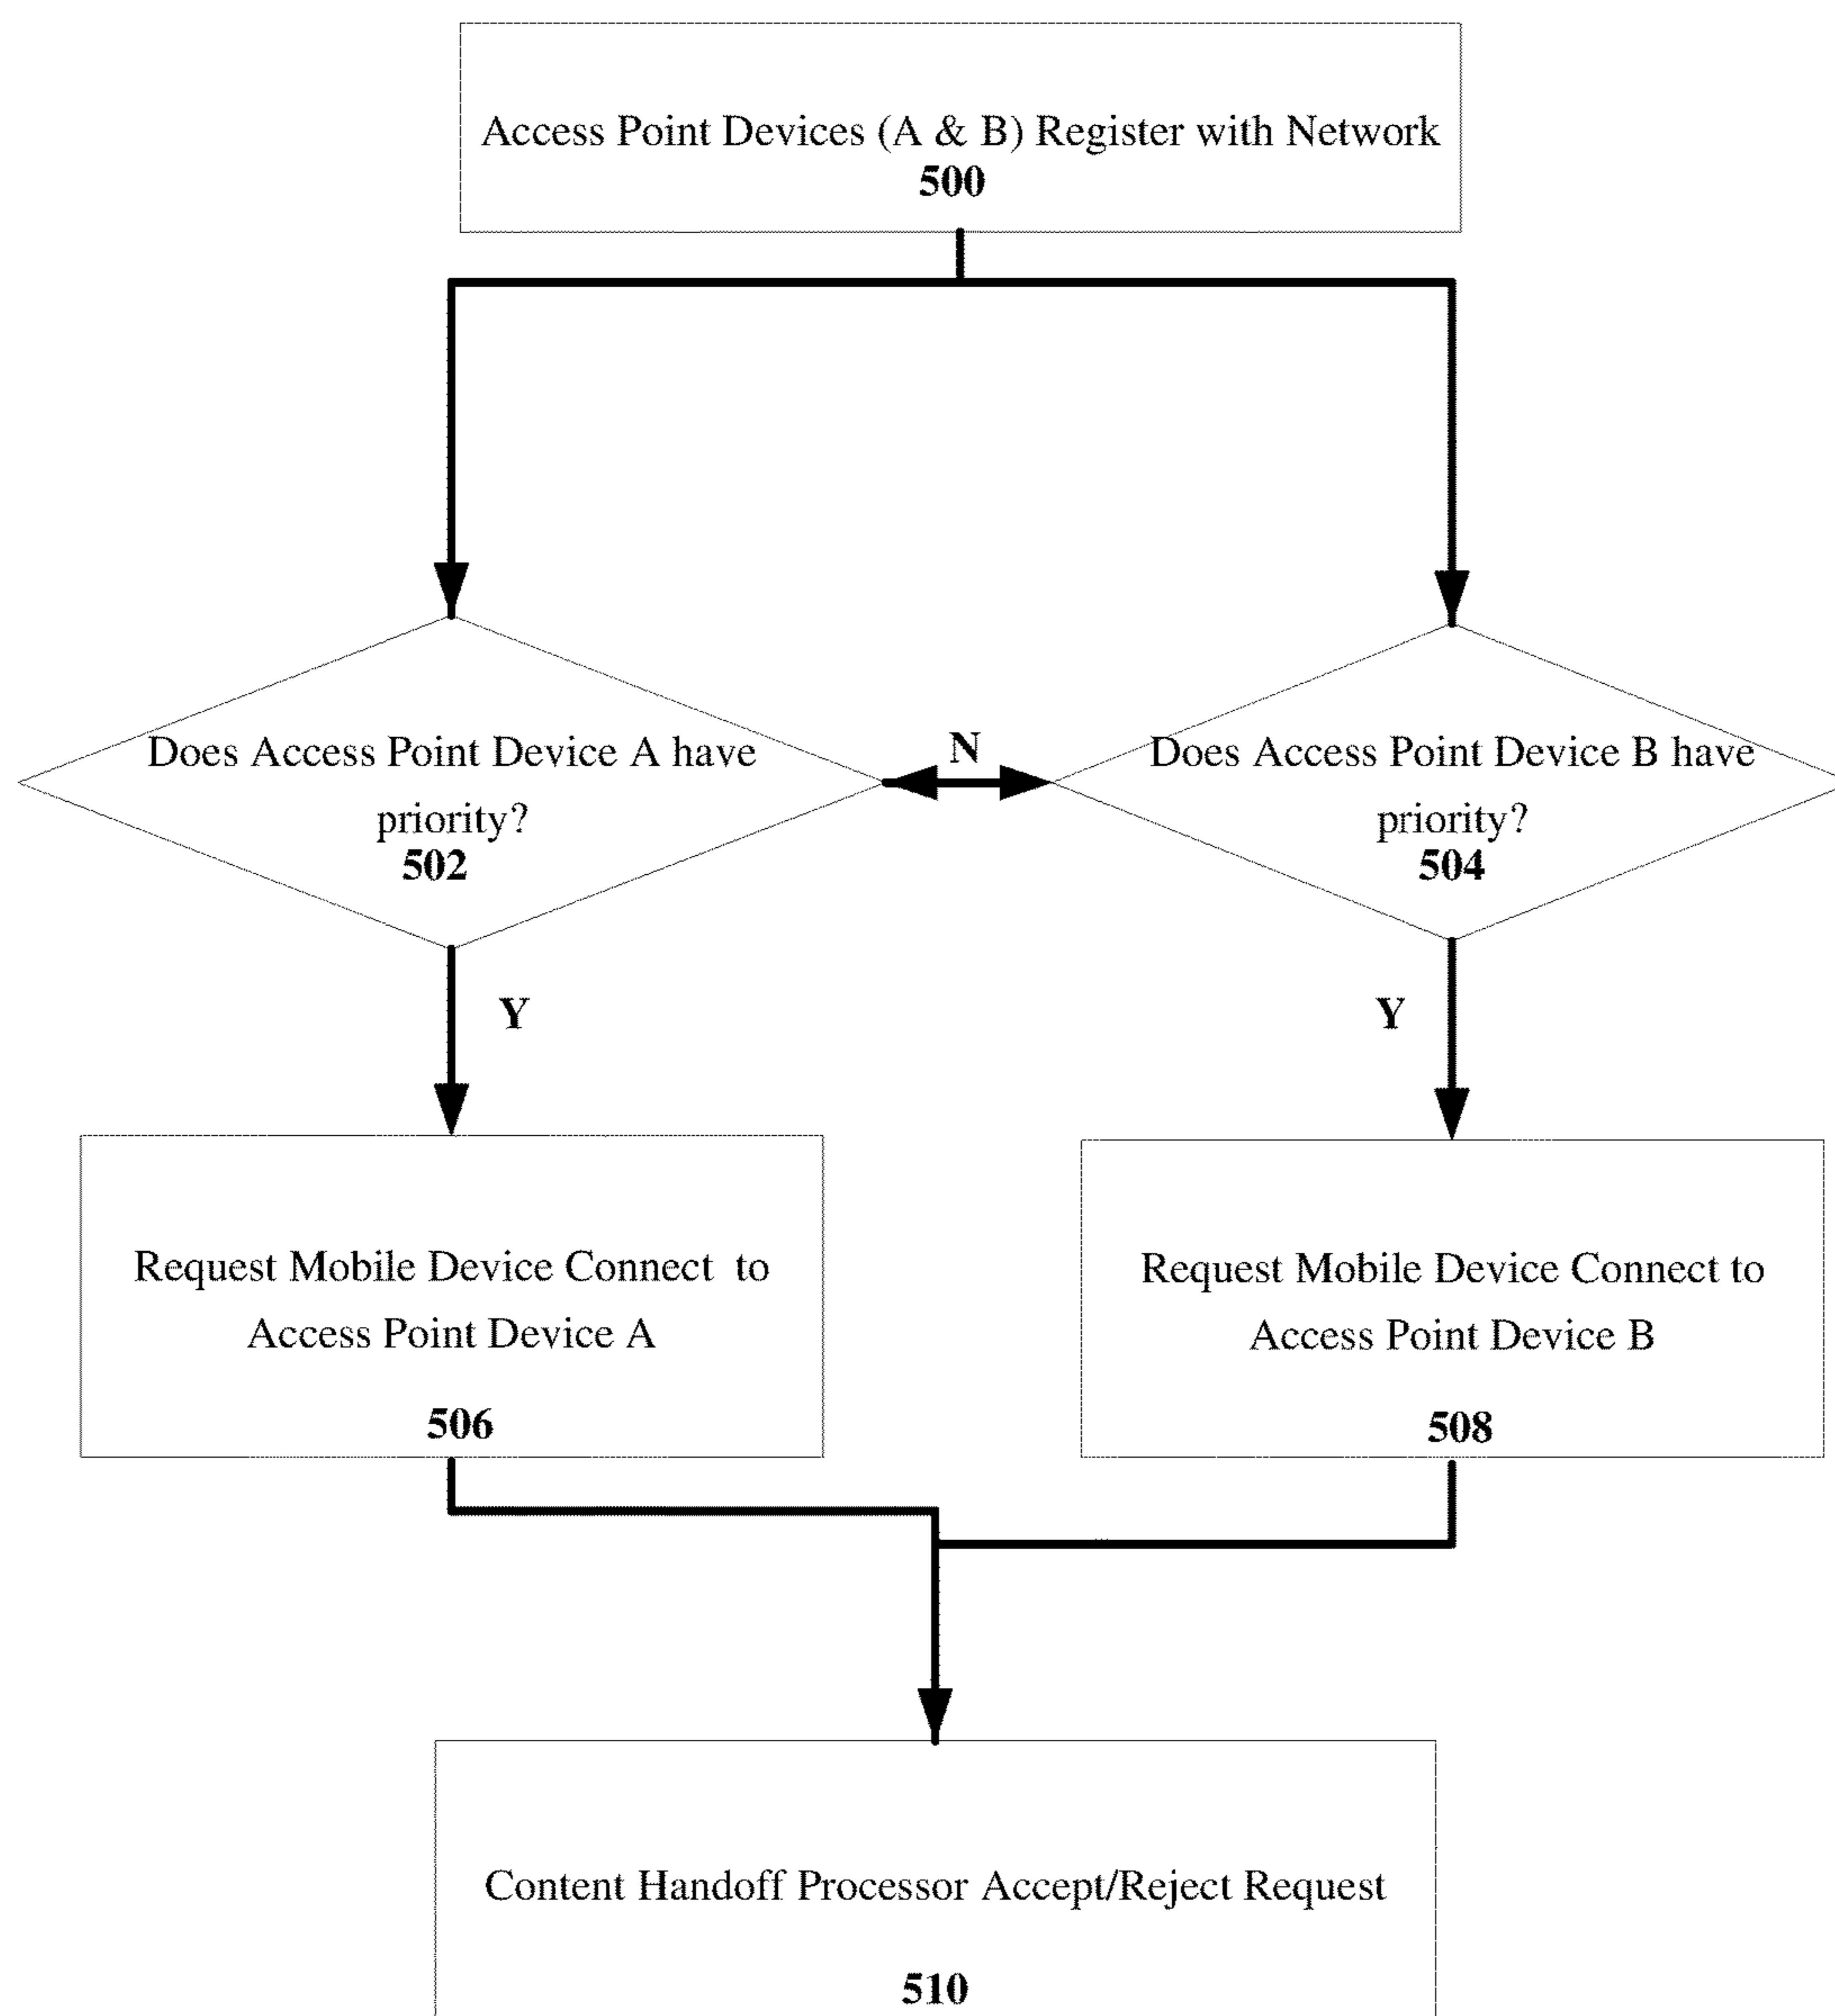 Access Point Devices (A & B) Register with Network
500
Does Access Point Device A have
priority?
502
N
Does Access Point Device B have
priority?
504
Y
Y
Request Mobile Device Connect to
Access Point Device A
506
Request Mobile Device Connect to
Access Point Device B
508
Content Handoff Processor Accept/Reject Request
510